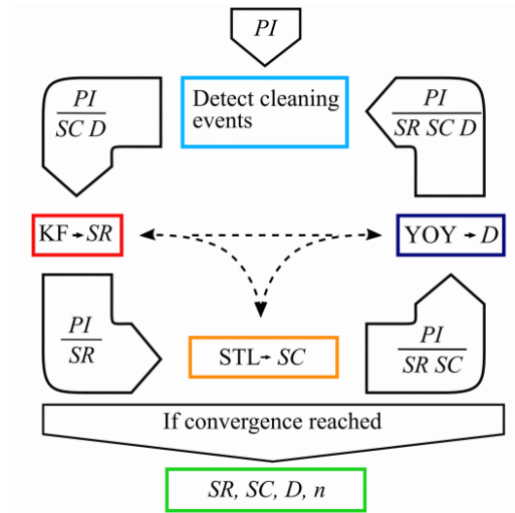 PI
PI
SC D
Detect cleaning
events
PI
SR SC D
KF→SR
YOY→D
PI
SR
STL→SC
PI
SR SC
If convergence reached
SR, SC, D, n